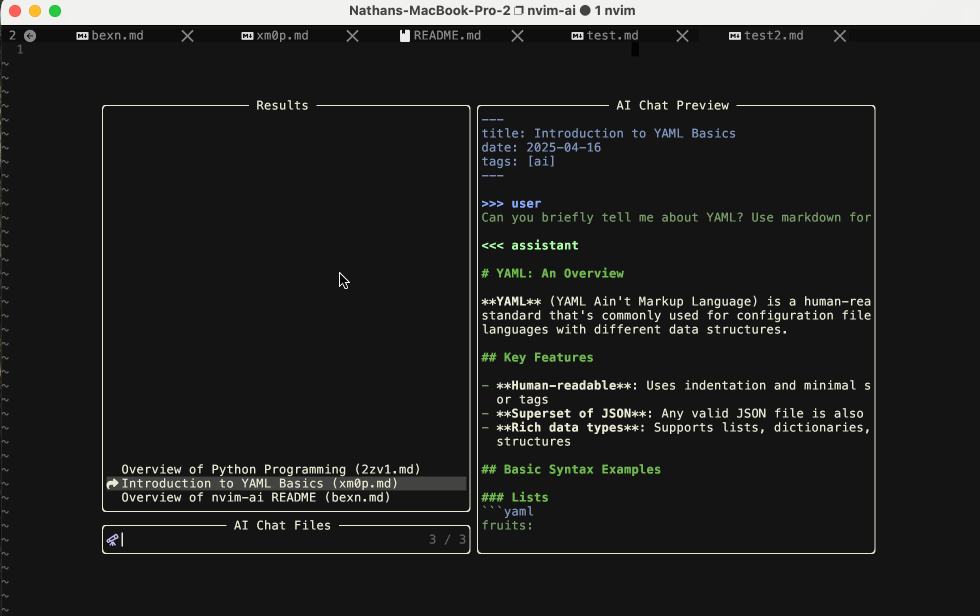 Nathans-MacBook-Pro-2 ❐ nvim-ai ● 1 nvim
2 bexn.md xm0p.md README.md test.md test2.md
1
~
~
~
~
Results
AI Chat Preview
---
title: Introduction to YAML Basics
date: 2025-04-16
tags: [ai]
---
>>> user
Can you briefly tell me about YAML? Use markdown for
<<< assistant
# YAML: An Overview
**YAML** (YAML Ain't Markup Language) is a human-rea
standard that's commonly used for configuration file
languages with different data structures.
## Key Features
- **Human-readable**: Uses indentation and minimal s
or tags
- **Superset of JSON**: Any valid JSON file is also
- **Rich data types**: Supports lists, dictionaries,
structures
## Basic Syntax Examples
### Lists
```yaml
fruits:
Overview of Python Programming (2zv1.md)
Introduction to YAML Basics (xm0p.md)
Overview of nvim-ai README (bexn.md)
AI Chat Files
3 / 3